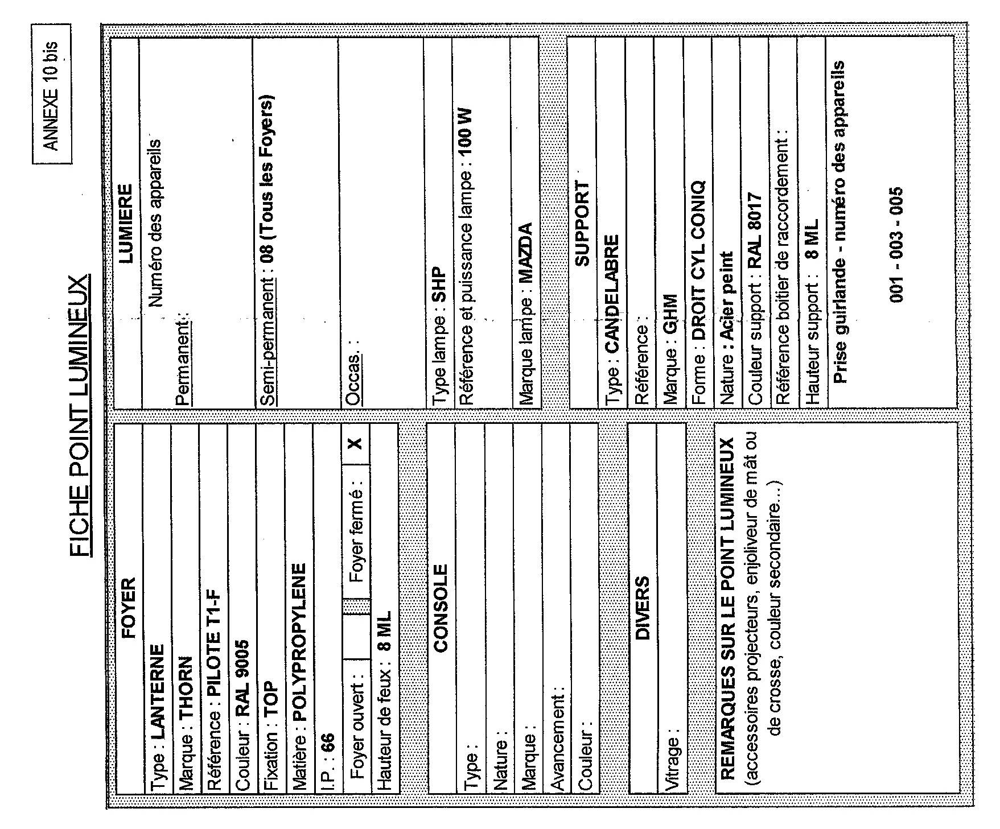 ANNEXE 10 bis
FICHE POINT LUMINEUX
FOYER
Type : LANTERNE
Marque : THORN
Référence : PILOTE T1-F
Couleur : RAL 9005
Fixation : TOP
Matière : POLYPROPYLENE
I.P. : 66
Foyer ouvert : Foyer fermé : X
Hauteur de feux : 8 ML
CONSOLE
Type :
Nature :
Marque :
Avancement :
Couleur :
DIVERS
Vitrage :
REMARQUES SUR LE POINT LUMINEUX
(accessoires projecteurs, enjoliveur de mât ou
de crosse, couleur secondaire...)
LUMIERE
Numéro des appareils
Permanent :
Semi-permanent : 08 (Tous les Foyers)
Occas. :
Type lampe : SHP
Référence et puissance lampe : 100 W
Marque lampe : MAZDA
SUPPORT
Type : CANDELABRE
Référence :
Marque : GHM
Forme : DROIT CYL CONIQ
Nature : Acier peint
Couleur support : RAL 8017
Référence boitier de raccordement :
Hauteur support : 8 ML
Prise guirlande - numéro des appareils
001 - 003 - 005